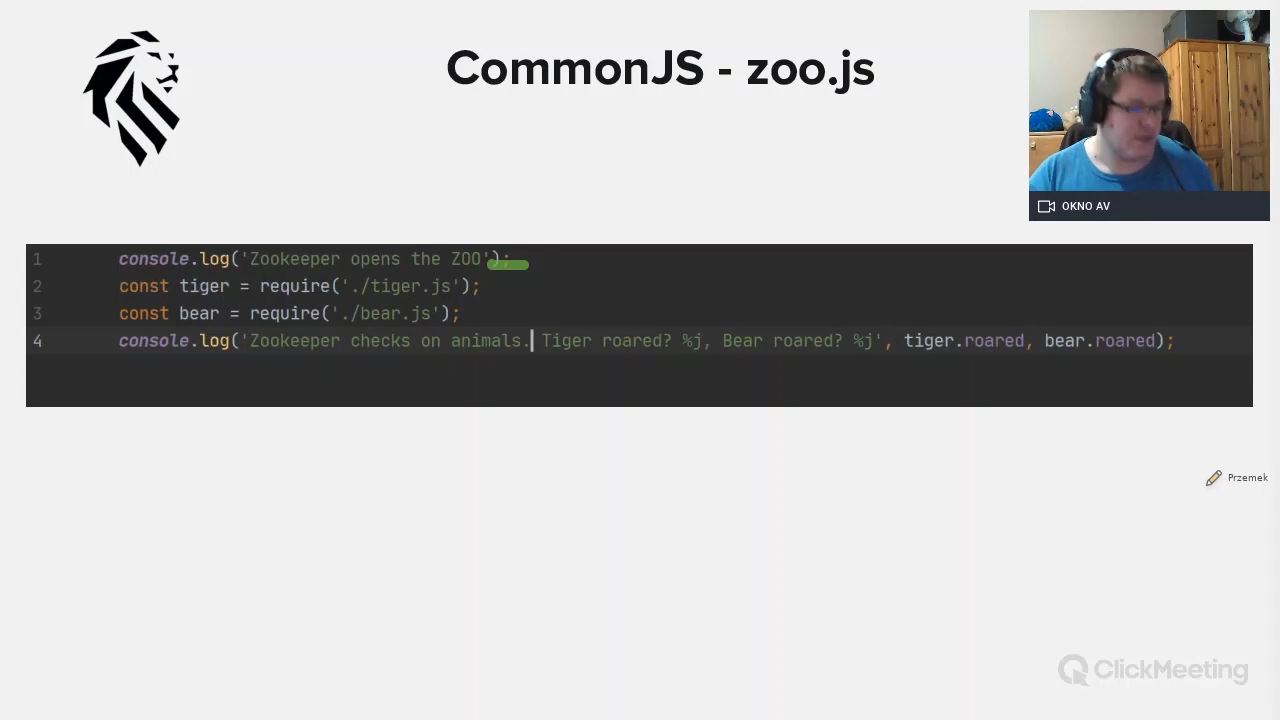 CommonJS - zoo.js
OKNO AV
1 console.log('Zookeeper opens the ZOO');
2 const tiger = require('./tiger.js');
3 const bear = require('./bear.js');
4 console.log('Zookeeper checks on animals. Tiger roared? %j, Bear roared? %j', tiger.roared, bear.roared);
Przemek
ClickMeeting